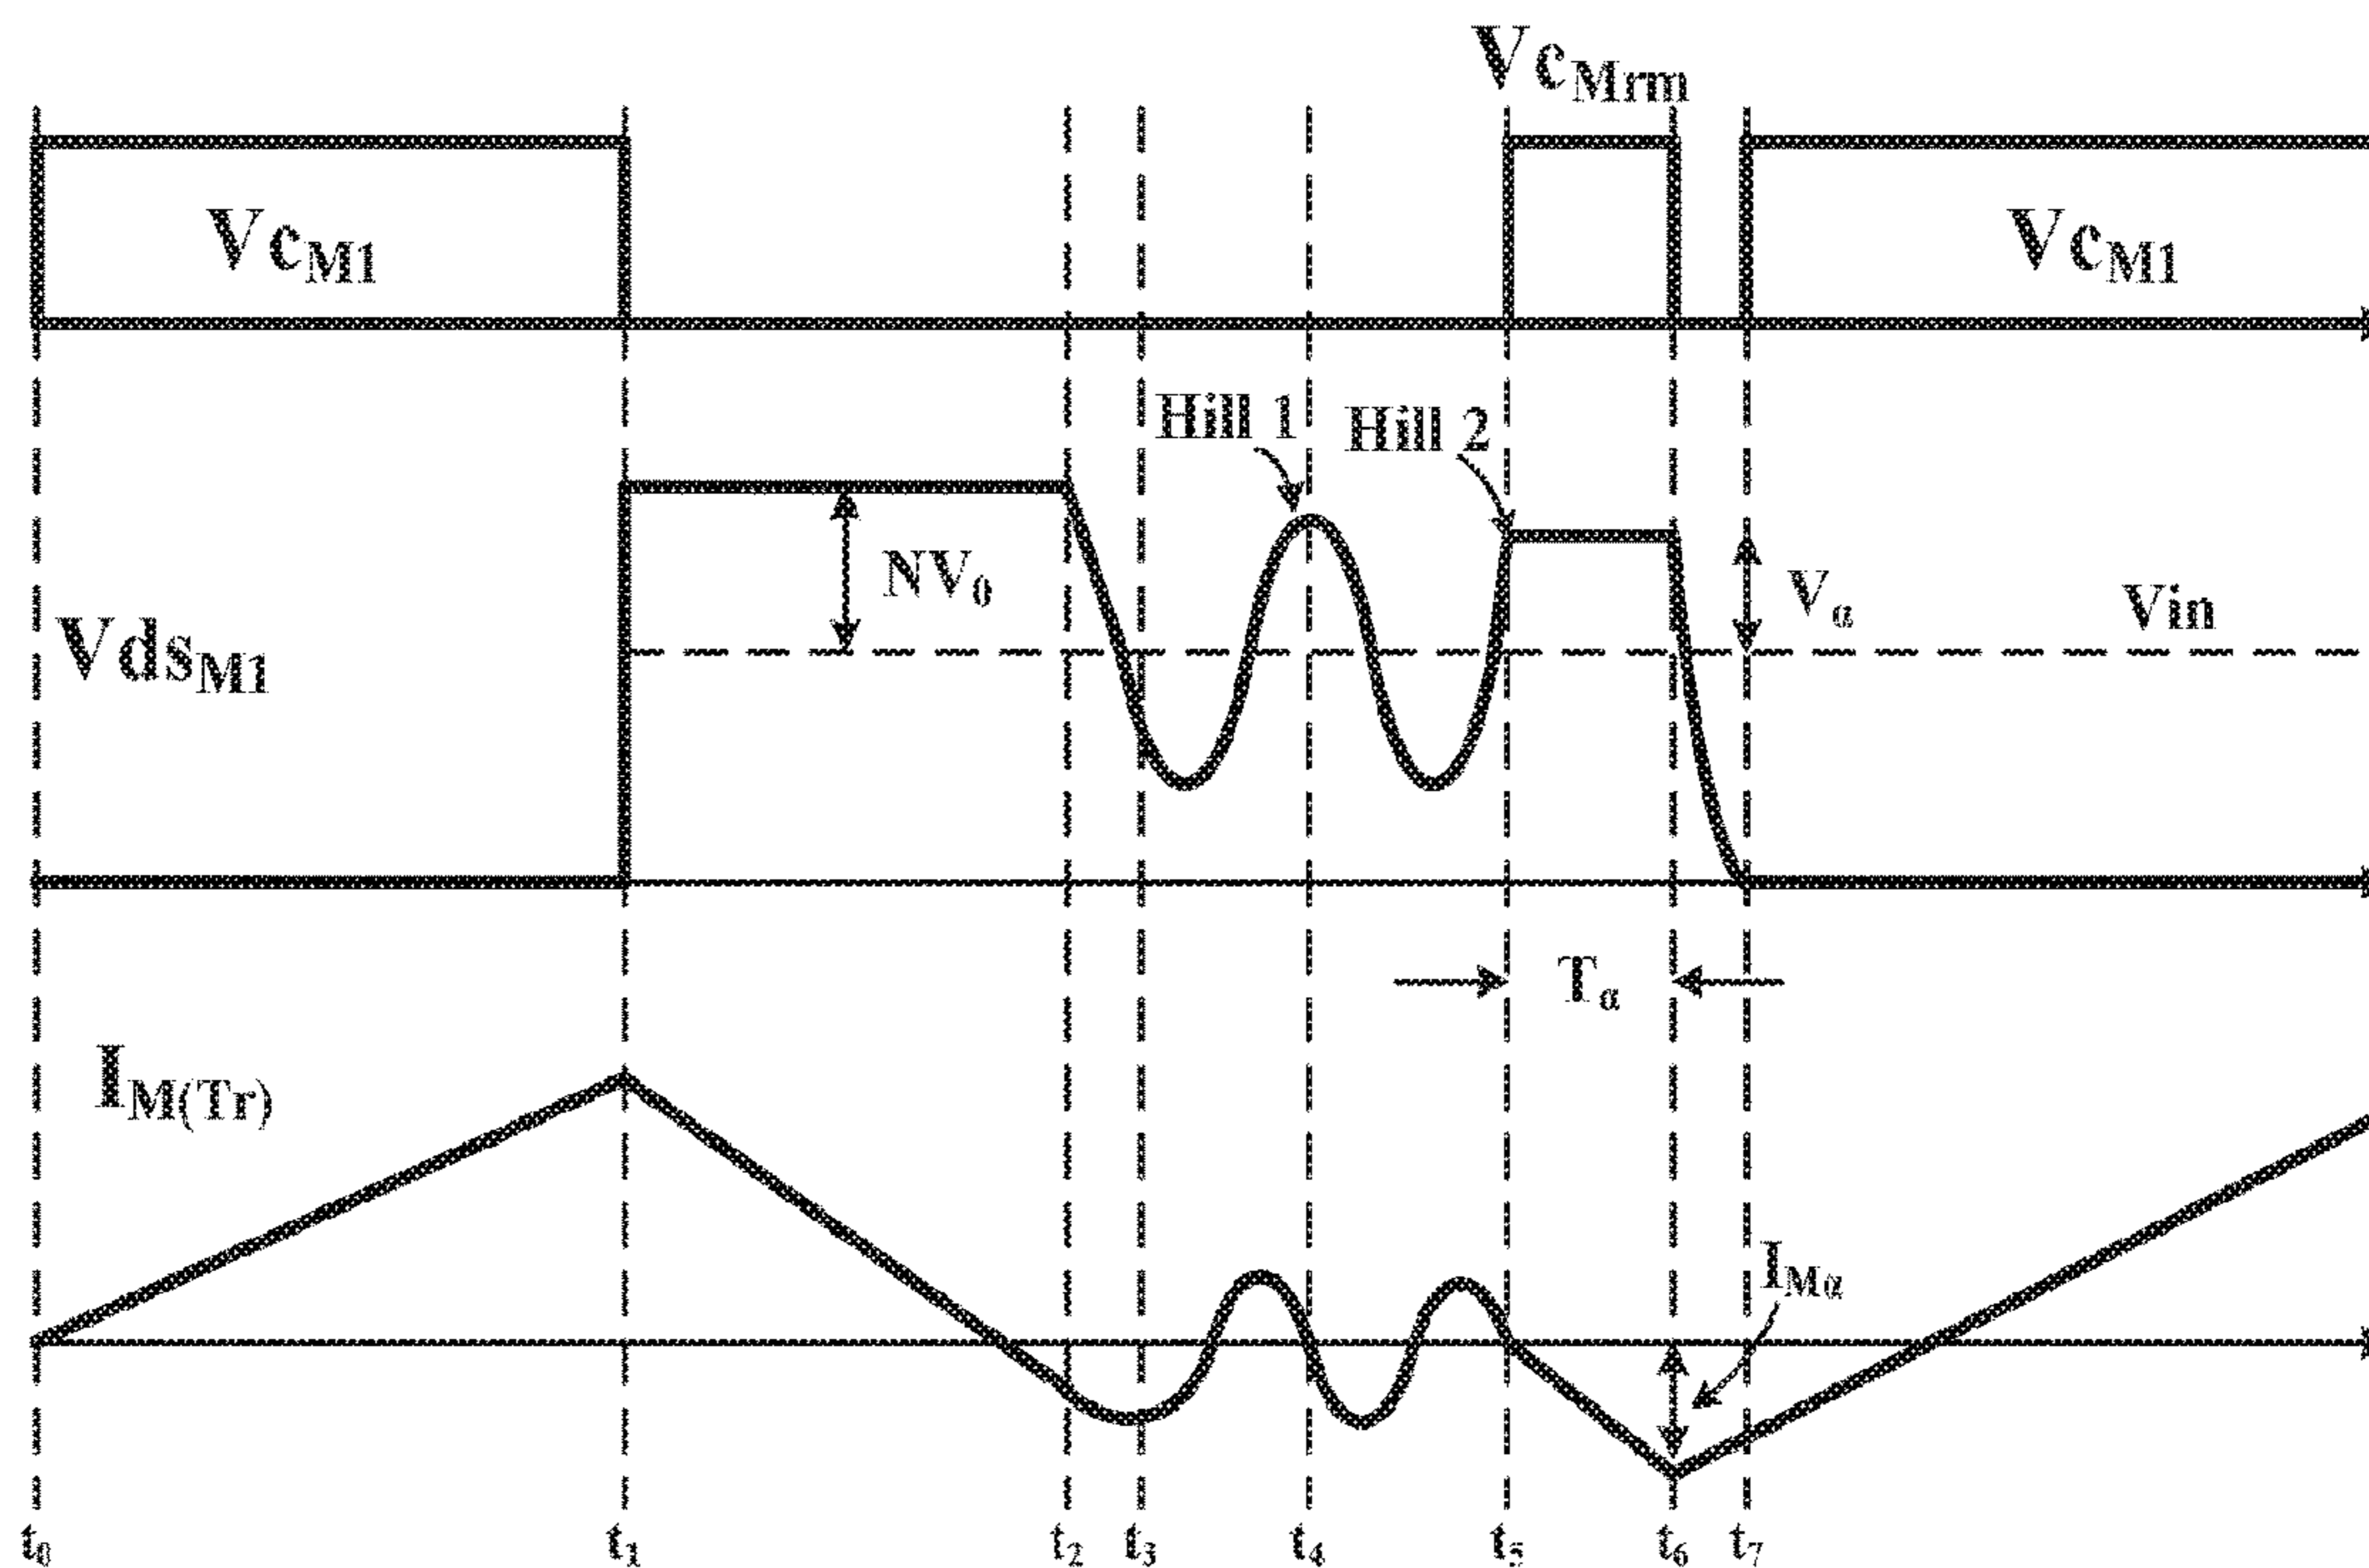 Vc_Mrm
Vc_M1
Vc_M1
Hill 1
Hill 2
NV_0
V_α
Vin
Vds_M1
T_α
I_M(Tr)
I_Mα
t_0 t_1 t_2 t_3 t_4 t_5 t_6 t_7